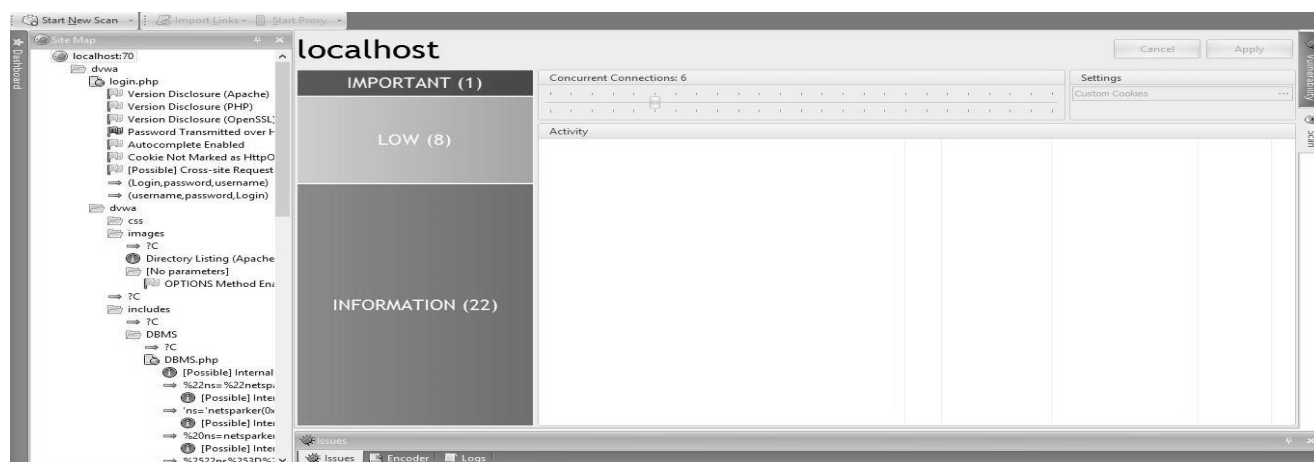 Start New Scan
Import Links
Start Proxy
Dashboard
Site Map
localhost:70
dvwa
login.php
Version Disclosure (Apache)
Version Disclosure (PHP)
Version Disclosure (OpenSSL
Password Transmitted over H
Autocomplete Enabled
Cookie Not Marked as HttpO
[Possible] Cross-site Request
(Login,password,username)
(username,password,Login)
dvwa
css
images
?C
Directory Listing (Apache
[No parameters]
OPTIONS Method Ena
?C
includes
?C
DBMS
?C
DBMS.php
[Possible] Internal
%22ns=%22netspa
[Possible] Inter
'ns='netsparker(0x
[Possible] Inter
%20ns=netsparker
[Possible] Inter
localhost
Cancel
Apply
IMPORTANT (1)
LOW (8)
INFORMATION (22)
Concurrent Connections: 6
Settings
Custom Cookies
...
Activity
Vulnerability
Scan
Issues
Issues
Encoder
Logs